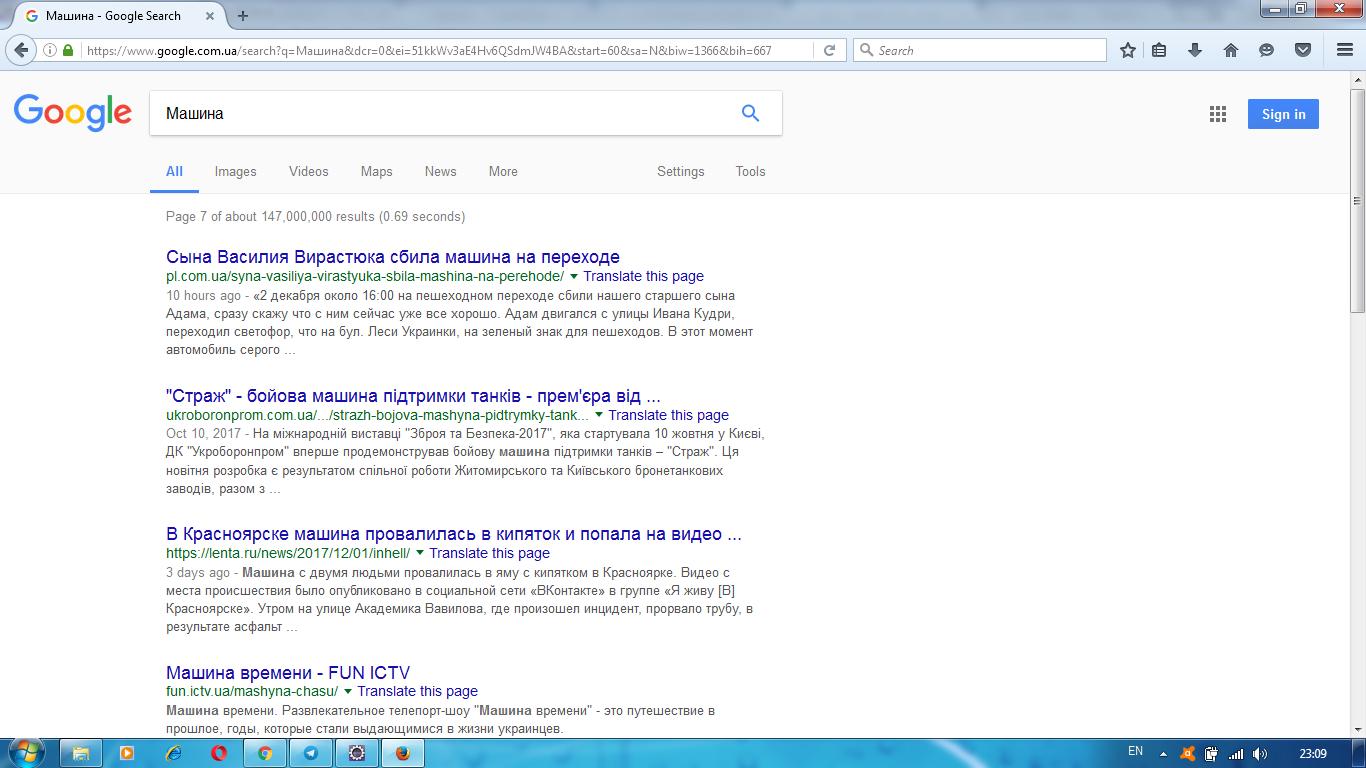 Машина - Google Search
https://www.google.com.ua/search?q=Машина&dcr=0&ei=51kkWv3aE4Hv6QSdmJW4BA&start=60&sa=N&biw=1366&bih=667
Search
Google
Машина
Sign in
All Images Videos Maps News More Settings Tools
Page 7 of about 147,000,000 results (0.69 seconds)
Сына Василия Вирастюка сбила машина на переходе
pl.com.ua/syna-vasiliya-virastyuka-sbila-mashina-na-perehode/ Translate this page
10 hours ago - «2 декабря около 16:00 на пешеходном переходе сбили нашего старшего сына
Адама, сразу скажу что с ним сейчас уже все хорошо. Адам двигался с улицы Ивана Кудри,
переходил светофор, что на бул. Леси Украинки, на зеленый знак для пешеходов. В этот момент
автомобиль серого ...
"Страж" - бойова машина підтримки танків - прем'єра від ...
ukroboronprom.com.ua/.../strazh-bojova-mashyna-pidtrymky-tank... Translate this page
Oct 10, 2017 - На міжнародній виставці "Зброя та Безпека-2017", яка стартувала 10 жовтня у Києві,
ДК "Укроборонпром" вперше продемонстрував бойову машина підтримки танків – "Страж". Ця
новітня розробка є результатом спільної роботи Житомирського та Київського бронетанкових
заводів, разом з ...
В Красноярске машина провалилась в кипяток и попала на видео ...
https://lenta.ru/news/2017/12/01/inhell/ Translate this page
3 days ago - Машина с двумя людьми провалилась в яму с кипятком в Красноярке. Видео с
места происшествия было опубликовано в социальной сети «ВКонтакте» в группе «Я живу [В]
Красноярске». Утром на улице Академика Вавилова, где произошел инцидент, прорвало трубу, в
результате асфальт ...
Машина времени - FUN ICTV
fun.ictv.ua/mashyna-chasu/ Translate this page
Машина времени. Развлекательное телепорт-шоу "Машина времени" - это путешествие в
прошлое, годы, которые стали выдающимися в жизни украинцев.
EN 23:09